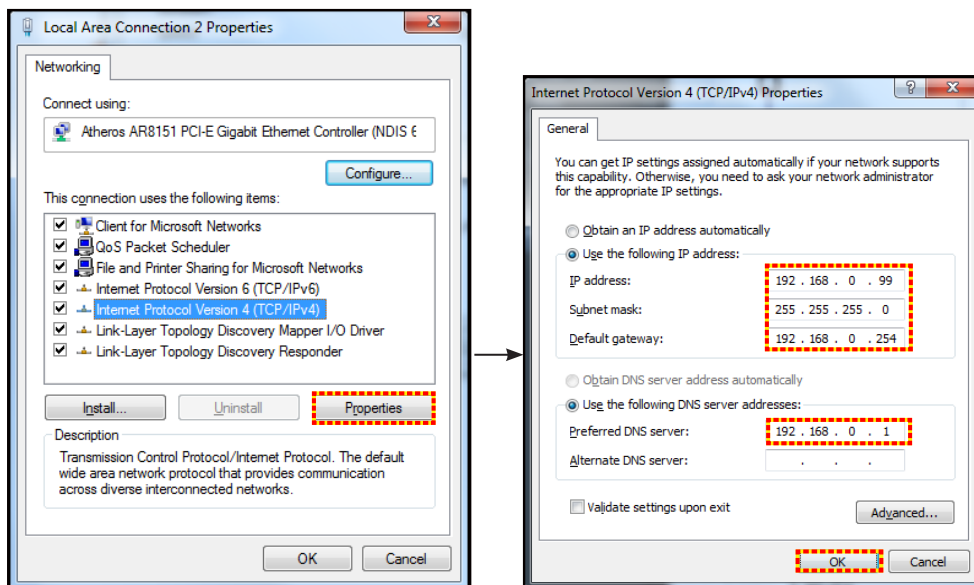 Local Area Connection 2 Properties
Networking
Connect using:
Atheros AR8151 PCI-E Gigabit Ethernet Controller (NDIS 6
Configure...
This connection uses the following items:
Client for Microsoft Networks
QoS Packet Scheduler
File and Printer Sharing for Microsoft Networks
Internet Protocol Version 6 (TCP/IPv6)
Internet Protocol Version 4 (TCP/IPv4)
Link-Layer Topology Discovery Mapper I/O Driver
Link-Layer Topology Discovery Responder
Install...
Uninstall
Properties
Description
Transmission Control Protocol/Internet Protocol. The default
wide area network protocol that provides communication
across diverse interconnected networks.
OK
Cancel
Internet Protocol Version 4 (TCP/IPv4) Properties
General
You can get IP settings assigned automatically if your network supports
this capability. Otherwise, you need to ask your network administrator
for the appropriate IP settings.
Obtain an IP address automatically
Use the following IP address:
IP address: 192 . 168 . 0 . 99
Subnet mask: 255 . 255 . 255 . 0
Default gateway: 192 . 168 . 0 . 254
Obtain DNS server address automatically
Use the following DNS server addresses:
Preferred DNS server: 192 . 168 . 0 . 1
Alternate DNS server: . . .
Validate settings upon exit
Advanced...
OK
Cancel